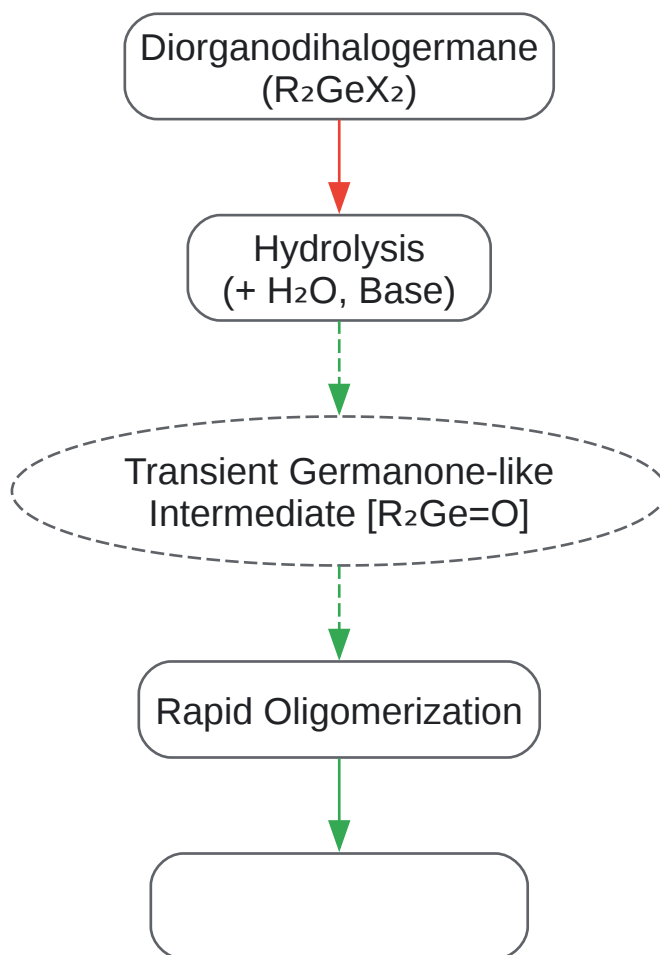 Diorganodihalogermane
(R₂GeX₂)
Hydrolysis
(+ H₂O, Base)
Transient Germanone-like
Intermediate [R₂Ge=O]
Rapid Oligomerization